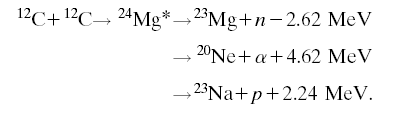 ¹²C+¹²C→ ²⁴Mg*→²³Mg+n−2.62 MeV
→ ²⁰Ne+α+4.62 MeV
→²³Na+p+2.24 MeV.